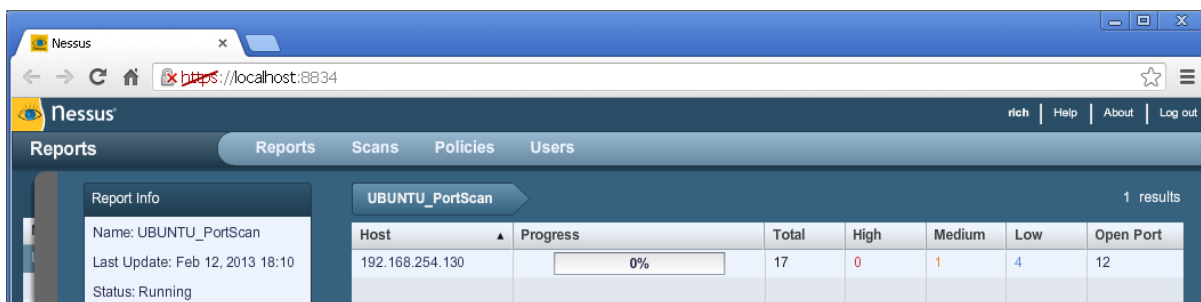 Nessus
https://localhost:8834
Nessus
rich Help About Log out
Reports
Reports Scans Policies Users
Report Info
UBUNTU_PortScan
1 results
Name: UBUNTU_PortScan
Last Update: Feb 12, 2013 18:10
Status: Running
Host Progress Total High Medium Low Open Port
192.168.254.130 0% 17 0 1 4 12